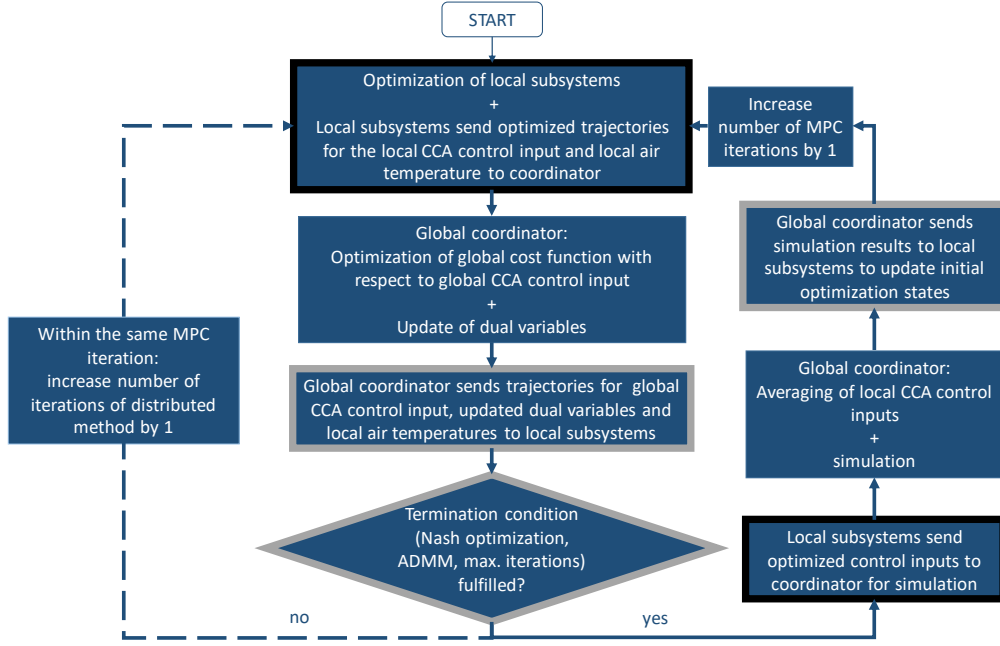 START
Optimization of local subsystems
+
Local subsystems send optimized trajectories
for the local CCA control input and local air
temperature to coordinator
Increase
number of MPC
iterations by 1
Global coordinator:
Optimization of global cost function with
respect to global CCA control input
+
Update of dual variables
Global coordinator sends
simulation results to local
subsystems to update initial
optimization states
Within the same MPC
iteration:
increase number of
iterations of distributed
method by 1
Global coordinator sends trajectories for global
CCA control input, updated dual variables and
local air temperatures to local subsystems
Global coordinator:
Averaging of local CCA control
inputs
+
simulation
Termination condition
(Nash optimization,
ADMM, max. iterations)
fulfilled?
Local subsystems send
optimized control inputs to
coordinator for simulation
no
yes